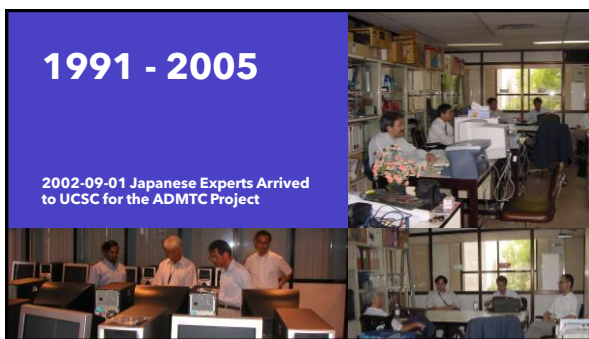 1991 - 2005
2002-09-01 Japanese Experts Arrived
to UCSC for the ADMTC Project